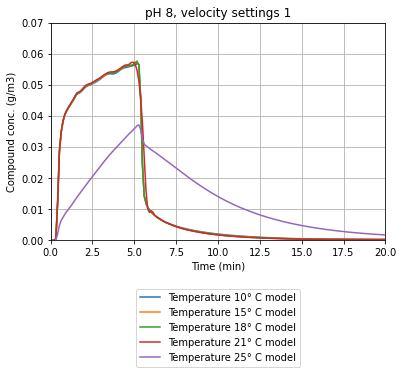 pH 8, velocity settings 1
0.07
0.06
0.05
0.04
0.03
0.02
0.01
0.00
Compound conc. (g/m3)
0.0 2.5 5.0 7.5 10.0 12.5 15.0 17.5 20.0
Time (min)
Temperature 10° C model
Temperature 15° C model
Temperature 18° C model
Temperature 21° C model
Temperature 25° C model